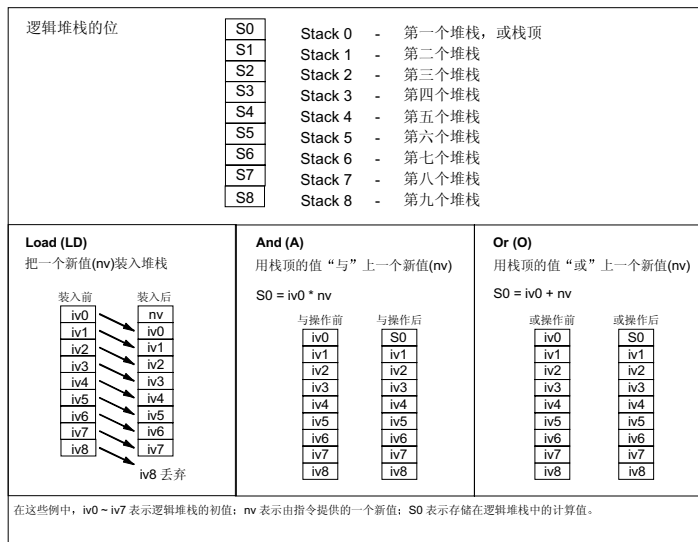 逻辑堆栈的位
S0 Stack 0 - 第一个堆栈，或栈顶
S1 Stack 1 - 第二个堆栈
S2 Stack 2 - 第三个堆栈
S3 Stack 3 - 第四个堆栈
S4 Stack 4 - 第五个堆栈
S5 Stack 5 - 第六个堆栈
S6 Stack 6 - 第七个堆栈
S7 Stack 7 - 第八个堆栈
S8 Stack 8 - 第九个堆栈
Load (LD)
把一个新值(nv)装入堆栈
装入前 装入后
iv0 nv
iv1 iv0
iv2 iv1
iv3 iv2
iv4 iv3
iv5 iv4
iv6 iv5
iv7 iv6
iv8 iv7
iv8 丢弃
And (A)
用栈顶的值“与”上一个新值(nv)
S0 = iv0 * nv
与操作前 与操作后
iv0 S0
iv1 iv1
iv2 iv2
iv3 iv3
iv4 iv4
iv5 iv5
iv6 iv6
iv7 iv7
iv8 iv8
Or (O)
用栈顶的值“或”上一个新值(nv)
S0 = iv0 + nv
或操作前 或操作后
iv0 S0
iv1 iv1
iv2 iv2
iv3 iv3
iv4 iv4
iv5 iv5
iv6 iv6
iv7 iv7
iv8 iv8
在这些例中，iv0 ~ iv7 表示逻辑堆栈的初值；nv 表示由指令提供的一个新值；S0 表示存储在逻辑堆栈中的计算值。